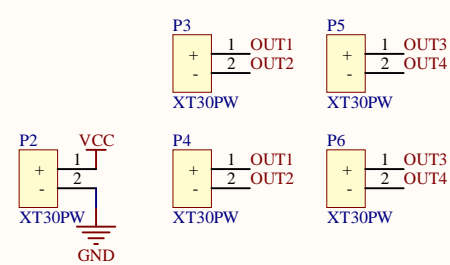 P3
1 OUT1
+
2 OUT2
-
XT30PW
P5
1 OUT3
+
2 OUT4
-
XT30PW
P2
VCC
1
+
2
-
XT30PW
GND
P4
1 OUT1
+
2 OUT2
-
XT30PW
P6
1 OUT3
+
2 OUT4
-
XT30PW